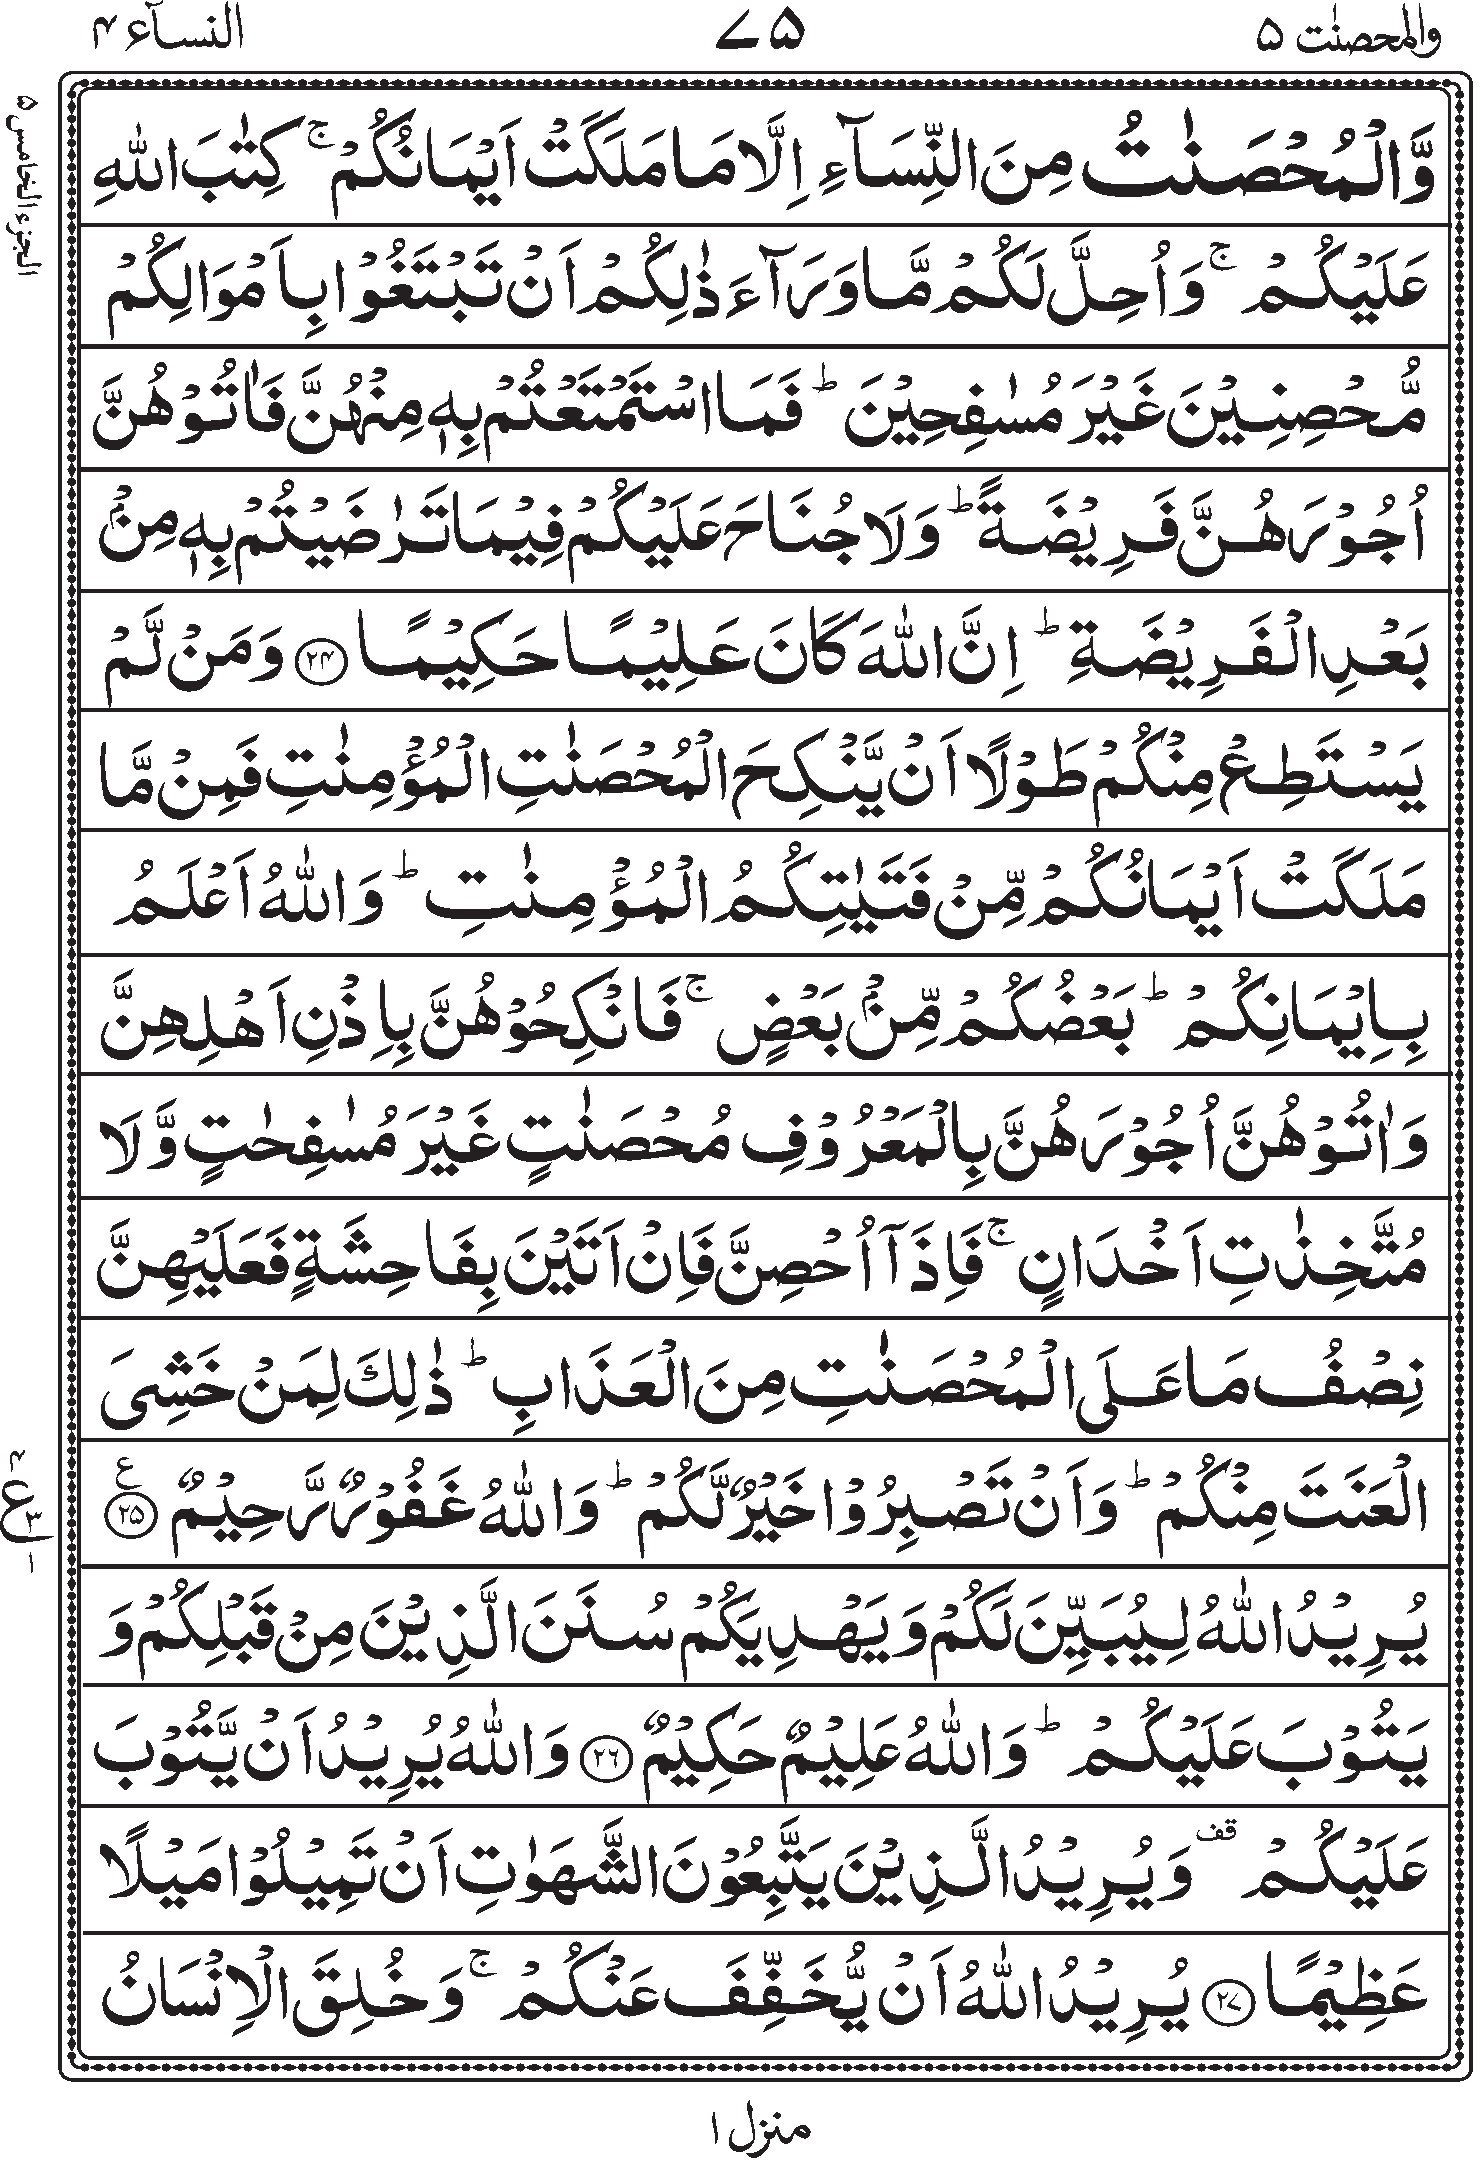 والمحصنٰت ۵
۷۵
النسآء ۴
الجزء الخامس ۵
وَّالْمُحْصَنٰتُ مِنَ النِّسَآءِ اِلَّا مَا مَلَكَتْ اَيْمَانُكُمْ ۚ كِتٰبَ اللّٰهِ
عَلَيْكُمْ ۚ وَاُحِلَّ لَكُمْ مَّا وَرَآءَ ذٰلِكُمْ اَنْ تَبْتَغُوْا بِاَمْوَالِكُمْ
مُّحْصِنِيْنَ غَيْرَ مُسٰفِحِيْنَ ؕ فَمَا اسْتَمْتَعْتُمْ بِهٖ مِنْهُنَّ فَاٰتُوْهُنَّ
اُجُوْرَهُنَّ فَرِيْضَةً ؕ وَلَا جُنَاحَ عَلَيْكُمْ فِيْمَا تَرٰضَيْتُمْ بِهٖ مِنْۢ
بَعْدِ الْفَرِيْضَةِ ؕ اِنَّ اللّٰهَ كَانَ عَلِيْمًا حَكِيْمًا ﴿۲۴﴾ وَمَنْ لَّمْ
يَسْتَطِعْ مِنْكُمْ طَوْلًا اَنْ يَّنْكِحَ الْمُحْصَنٰتِ الْمُؤْمِنٰتِ فَمِنْ مَّا
مَلَكَتْ اَيْمَانُكُمْ مِّنْ فَتَيٰتِكُمُ الْمُؤْمِنٰتِ ؕ وَاللّٰهُ اَعْلَمُ
بِاِيْمَانِكُمْ ؕ بَعْضُكُمْ مِّنْۢ بَعْضٍ ۚ فَانْكِحُوْهُنَّ بِاِذْنِ اَهْلِهِنَّ
وَاٰتُوْهُنَّ اُجُوْرَهُنَّ بِالْمَعْرُوْفِ مُحْصَنٰتٍ غَيْرَ مُسٰفِحٰتٍ وَّلَا
مُتَّخِذٰتِ اَخْدَانٍ ۚ فَاِذَآ اُحْصِنَّ فَاِنْ اَتَيْنَ بِفَاحِشَةٍ فَعَلَيْهِنَّ
نِصْفُ مَا عَلَى الْمُحْصَنٰتِ مِنَ الْعَذَابِ ؕ ذٰلِكَ لِمَنْ خَشِىَ
الْعَنَتَ مِنْكُمْ ؕ وَاَنْ تَصْبِرُوْا خَيْرٌ لَّكُمْ ؕ وَاللّٰهُ غَفُوْرٌ رَّحِيْمٌ ﴿۲۵﴾ ع
يُرِيْدُ اللّٰهُ لِيُبَيِّنَ لَكُمْ وَيَهْدِيَكُمْ سُنَنَ الَّذِيْنَ مِنْ قَبْلِكُمْ وَ
يَتُوْبَ عَلَيْكُمْ ؕ وَاللّٰهُ عَلِيْمٌ حَكِيْمٌ ﴿۲۶﴾ وَاللّٰهُ يُرِيْدُ اَنْ يَّتُوْبَ
عَلَيْكُمْ قف وَيُرِيْدُ الَّذِيْنَ يَتَّبِعُوْنَ الشَّهَوٰتِ اَنْ تَمِيْلُوْا مَيْلًا
عَظِيْمًا ﴿۲۷﴾ يُرِيْدُ اللّٰهُ اَنْ يُّخَفِّفَ عَنْكُمْ ۚ وَخُلِقَ الْاِنْسَانُ
منزل ۱